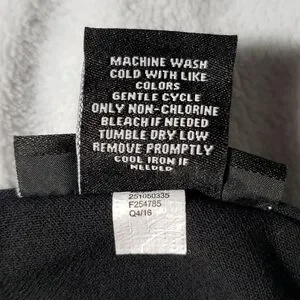 MACHINE WASH
COLD WITH LIKE
COLORS
GENTLE CYCLE
ONLY NON-CHLORINE
BLEACH IF NEEDED
TUMBLE DRY LOW
REMOVE PROMPTLY
COOL IRON IF
NEEDED
251050335
F254785
Q4/16